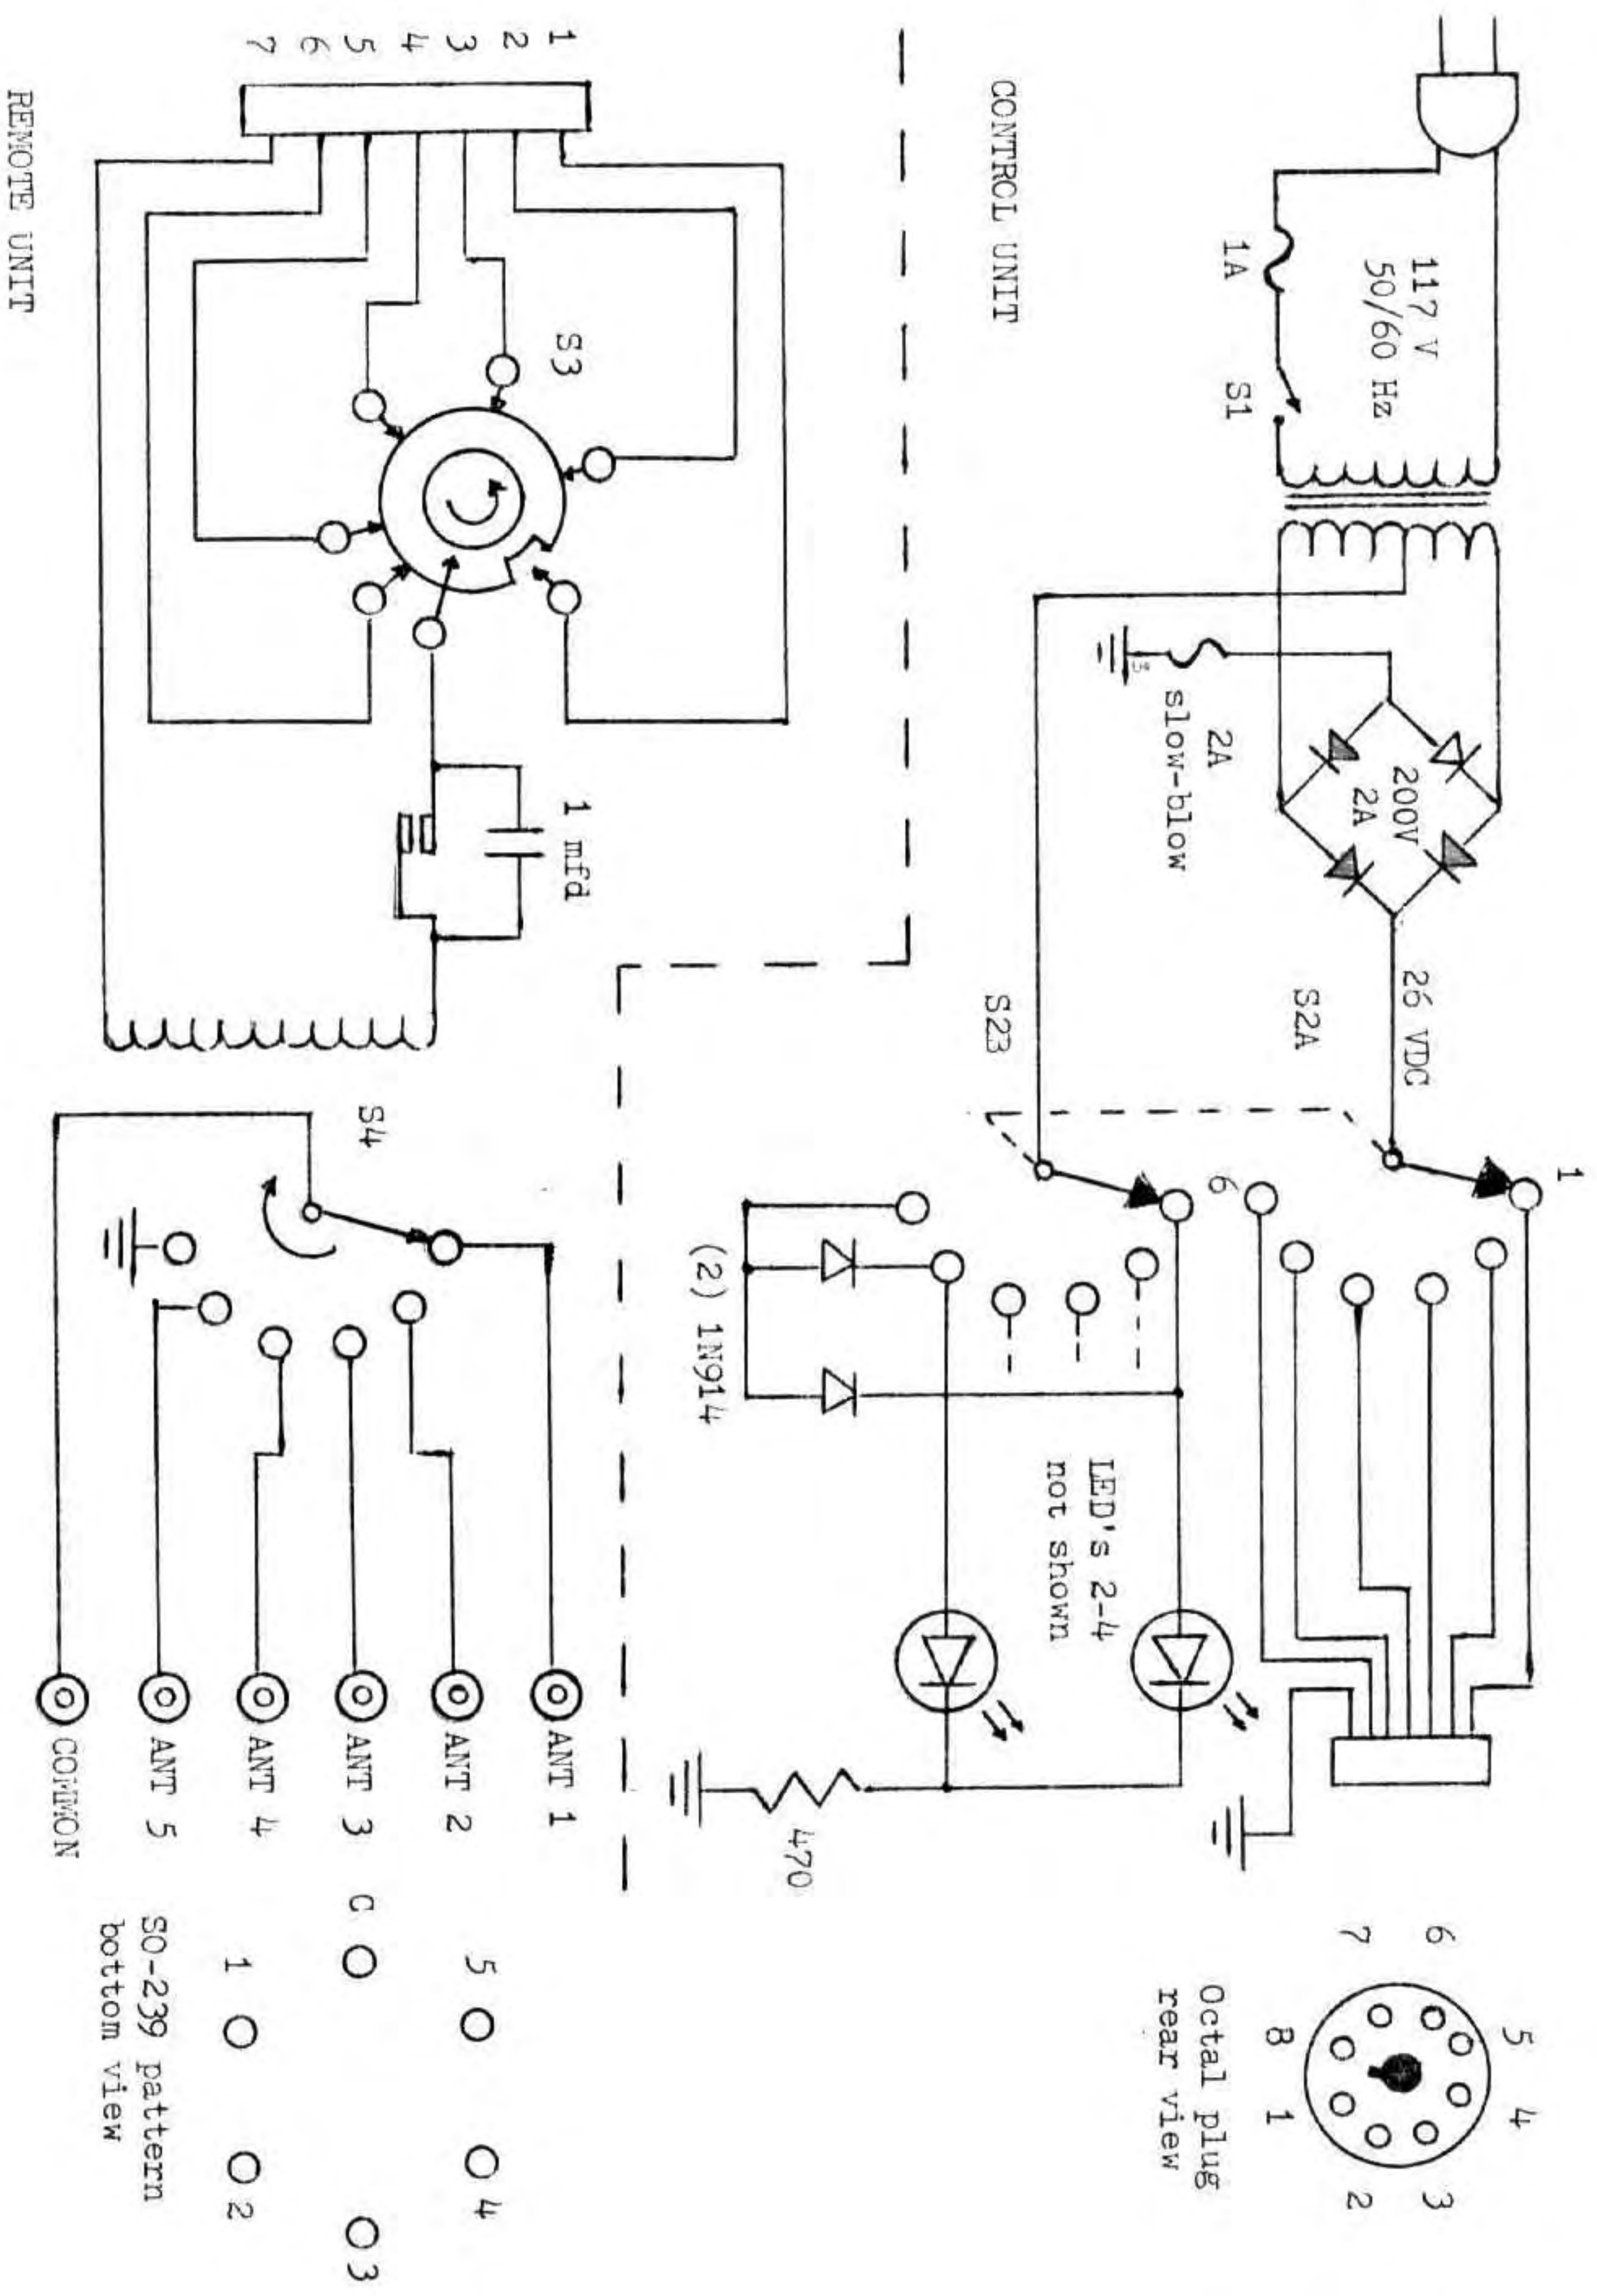 117 V
50/60 Hz
1A
S1
2A
slow-blow
200V
2A
26 VDC
S2A
S2B
1
6
LED's 2-4
not shown
(2) 1N914
470
CONTROL UNIT
6
7
5
4
8
1
3
2
Octal plug
rear view
1
2
3
4
5
6
7
S3
1 mfd
S4
ANT 1
ANT 2
ANT 3
ANT 4
ANT 5
COMMON
REMOTE UNIT
5
4
C
3
1
2
SO-239 pattern
bottom view